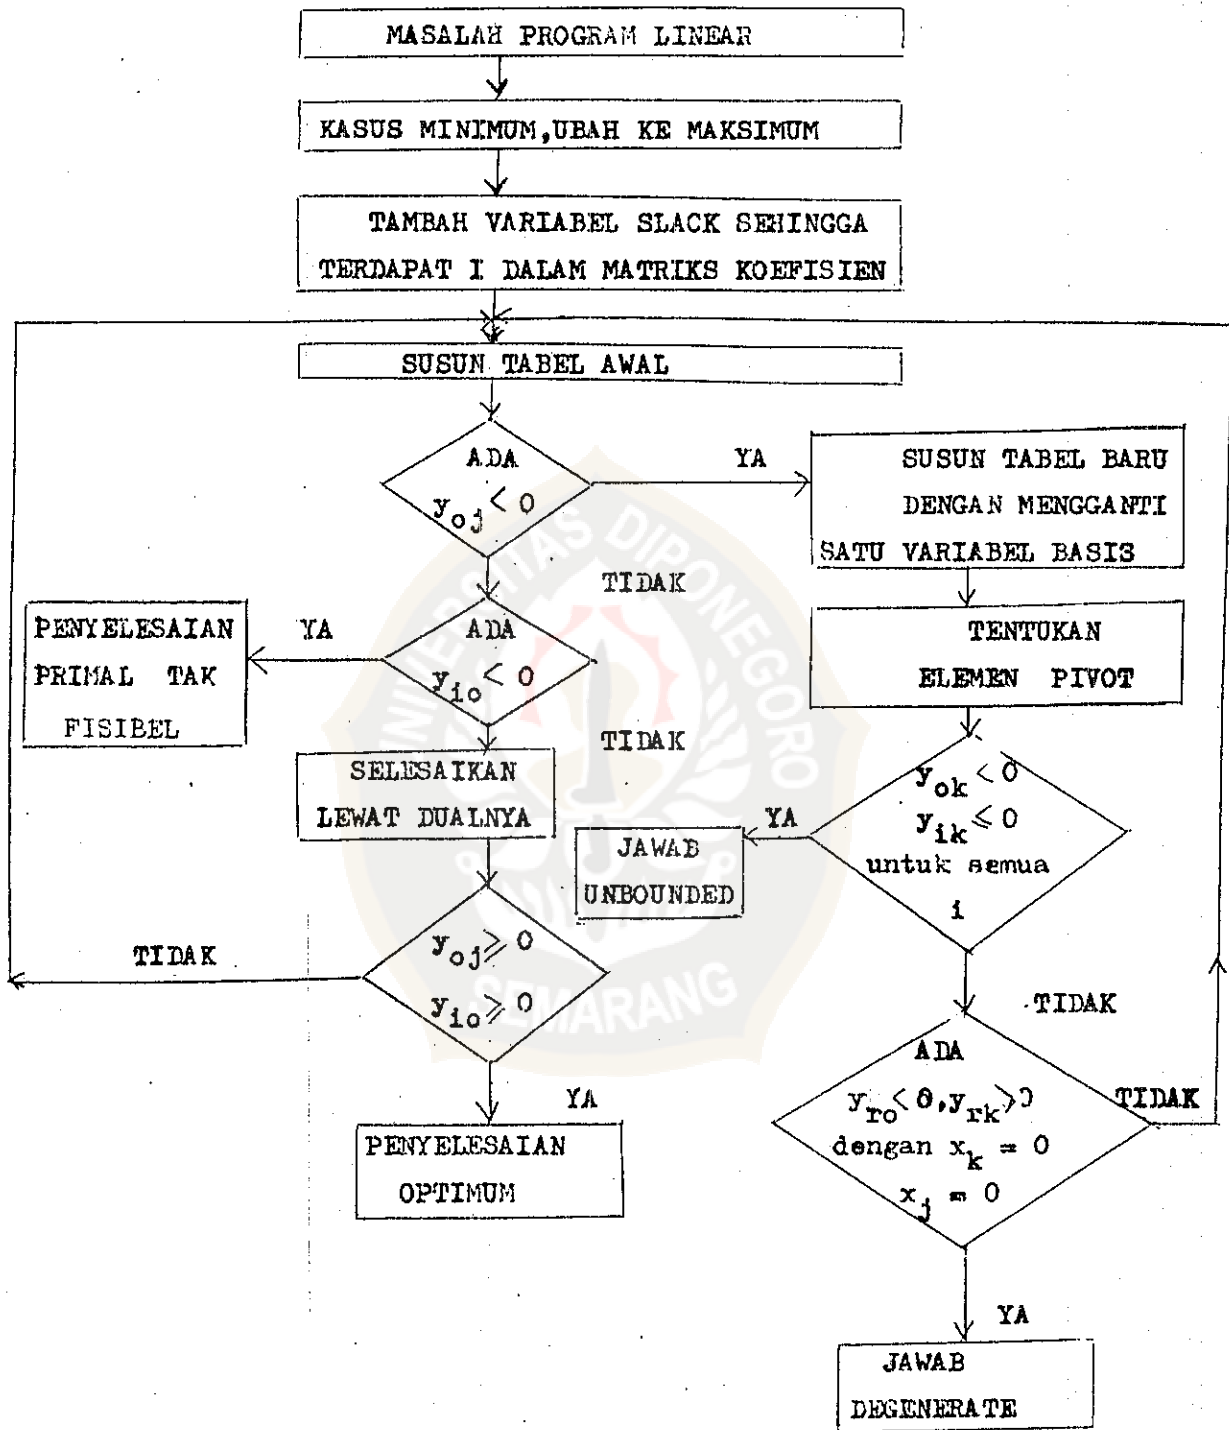 MASALAH PROGRAM LINEAR
KASUS MINIMUM,UBAH KE MAKSIMUM
TAMBAH VARIABEL SLACK SEHINGGA
TERDAPAT I DALAM MATRIKS KOEFISIEN
SUSUN TABEL AWAL
ADA
y_oj < 0
YA
TIDAK
SUSUN TABEL BARU
DENGAN MENGGANTI
SATU VARIABEL BASIS
PENYELESAIAN
PRIMAL TAK
FISIBEL
YA
ADA
y_io < 0
TIDAK
TENTUKAN
ELEMEN PIVOT
SELESAIKAN
LEWAT DUALNYA
y_ok < 0
y_ik ⩽ 0
untuk semua
i
YA
JAWAB
UNBOUNDED
TIDAK
y_oj ⩾ 0
y_io ⩾ 0
TIDAK
YA
PENYELESAIAN
OPTIMUM
ADA
y_ro < 0, y_rk > 0
dengan x_k = 0
x_j = 0
TIDAK
YA
JAWAB
DEGENERATE
UNIVERSITAS DIPONEGORO
SEMARANG